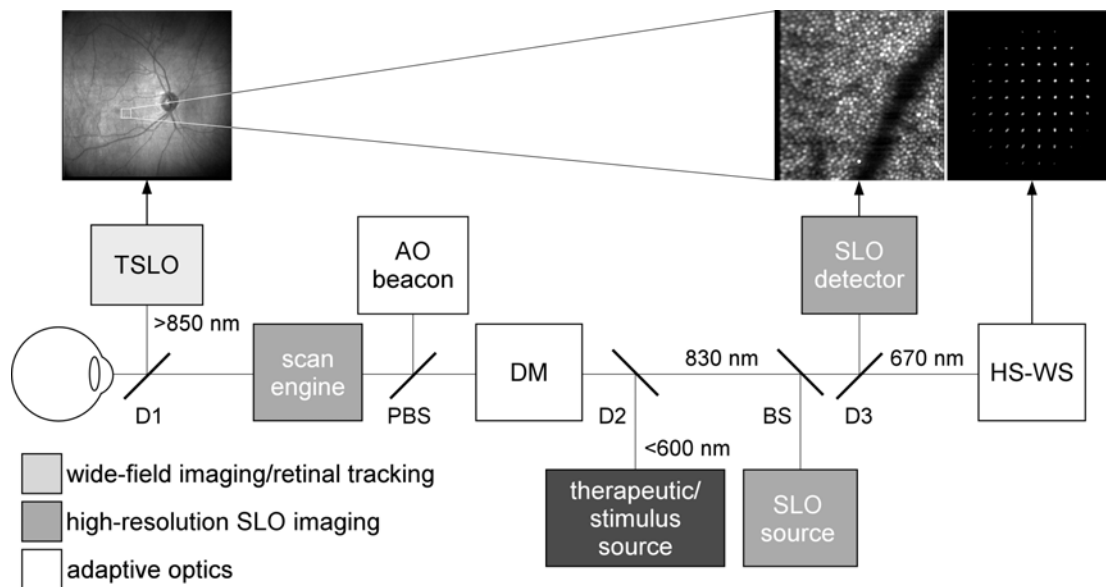 TSLO
AO
beacon
SLO
detector
>850 nm
scan
engine
DM
830 nm
670 nm
HS-WS
D1
PBS
D2
BS
D3
<600 nm
wide-field imaging/retinal tracking
high-resolution SLO imaging
adaptive optics
therapeutic/
stimulus
source
SLO
source